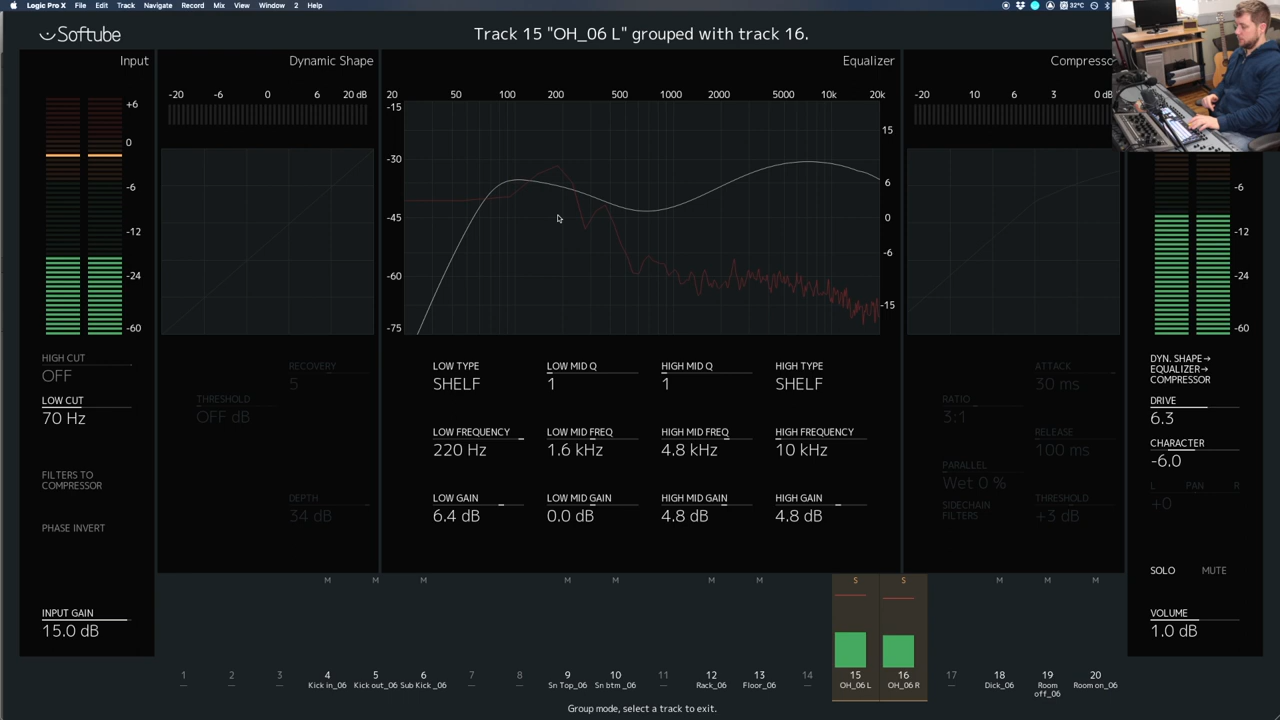 Logic Pro X File Edit Track Navigate Record Mix View Window 2 Help
32°C
Softube
Track 15 "OH_06 L" grouped with track 16.
Input
Dynamic Shape
Equalizer
Compresso
-20 -6 0 6 20 dB
20 50 100 200 500 1000 2000 5000 10k 20k
-20 10 6 3 0 dB
+6
0
-6
-12
-24
-60
-15
-30
-45
-60
-75
15
6
0
-6
-15
-6
-12
-24
-60
HIGH CUT
OFF
LOW CUT
70 Hz
FILTERS TO
COMPRESSOR
PHASE INVERT
INPUT GAIN
15.0 dB
RECOVERY
5
THRESHOLD
OFF dB
DEPTH
34 dB
LOW TYPE
SHELF
LOW MID Q
1
HIGH MID Q
1
HIGH TYPE
SHELF
LOW FREQUENCY
220 Hz
LOW MID FREQ
1.6 kHz
HIGH MID FREQ
4.8 kHz
HIGH FREQUENCY
10 kHz
LOW GAIN
6.4 dB
LOW MID GAIN
0.0 dB
HIGH MID GAIN
4.8 dB
HIGH GAIN
4.8 dB
ATTACK
30 ms
RATIO
3:1
RELEASE
100 ms
PARALLEL
Wet 0 %
SIDECHAIN
FILTERS
THRESHOLD
+3 dB
DYN. SHAPE→
EQUALIZER→
COMPRESSOR
DRIVE
6.3
CHARACTER
-6.0
L PAN R
+0
SOLO MUTE
VOLUME
1.0 dB
M M M M M M M S S M M M
1 2 3 4 5 6 7 8 9 10 11 12 13 14 15 16 17 18 19 20
Kick in_06 Kick out_06 Sub Kick _06 Sn Top_06 Sn btm _06 Rack_06 Floor_06 OH_06 L OH_06 R Dick_06 Room off_06 Room on_06
Group mode, select a track to exit.